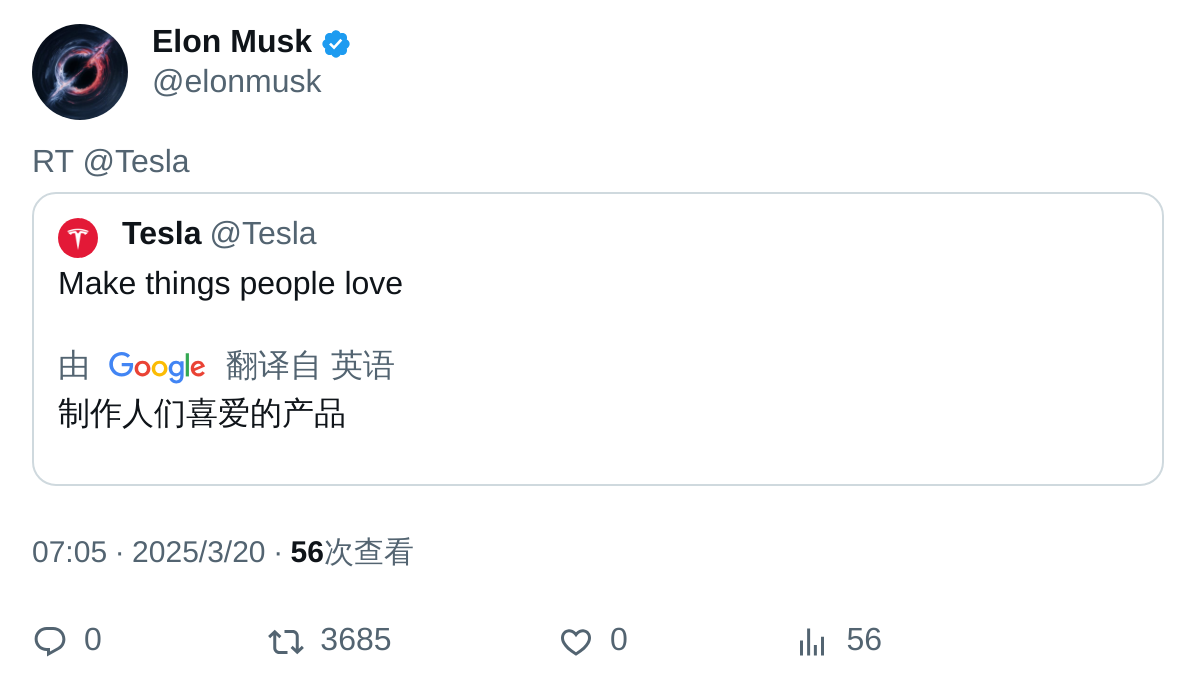 Elon Musk
@elonmusk
RT @Tesla
Tesla @Tesla
Make things people love
由 Google 翻译自 英语
制作人们喜爱的产品
07:05 · 2025/3/20 · 56次查看
0 3685 0 56